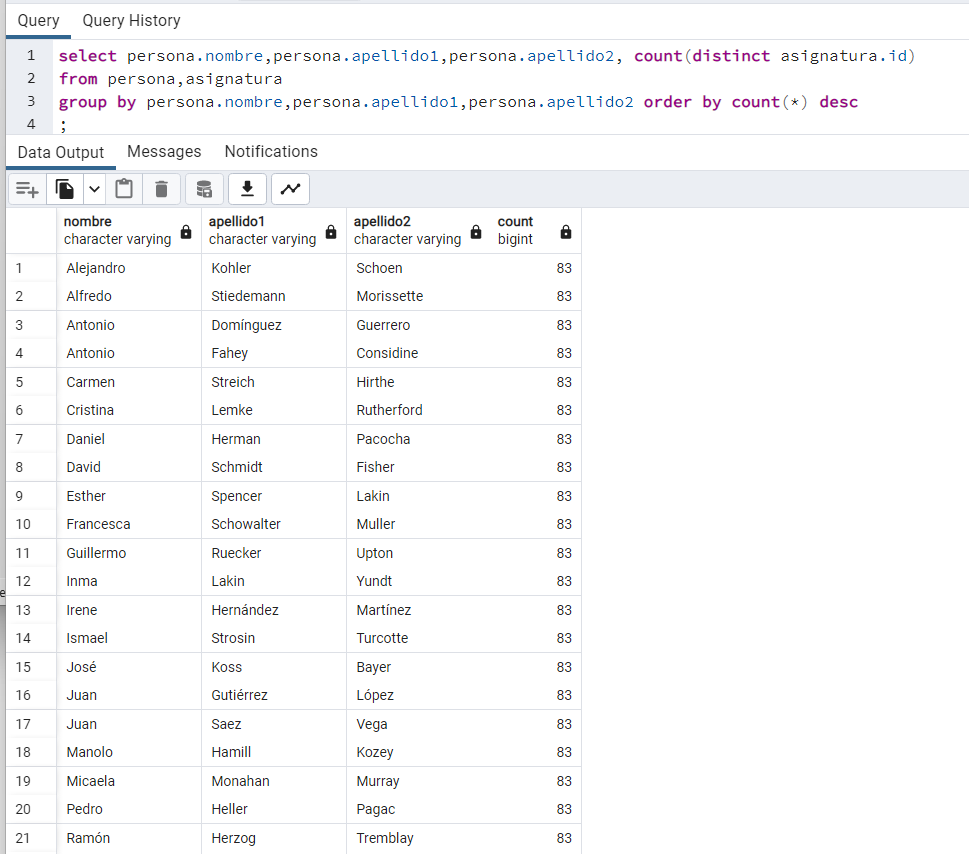 Query Query History
1 select persona.nombre,persona.apellido1,persona.apellido2, count(distinct asignatura.id)
2 from persona,asignatura
3 group by persona.nombre,persona.apellido1,persona.apellido2 order by count(*) desc
4 ;
Data Output Messages Notifications
nombre apellido1 apellido2 count
character varying character varying character varying bigint
1 Alejandro Kohler Schoen 83
2 Alfredo Stiedemann Morissette 83
3 Antonio Domínguez Guerrero 83
4 Antonio Fahey Considine 83
5 Carmen Streich Hirthe 83
6 Cristina Lemke Rutherford 83
7 Daniel Herman Pacocha 83
8 David Schmidt Fisher 83
9 Esther Spencer Lakin 83
10 Francesca Schowalter Muller 83
11 Guillermo Ruecker Upton 83
12 Inma Lakin Yundt 83
13 Irene Hernández Martínez 83
14 Ismael Strosin Turcotte 83
15 José Koss Bayer 83
16 Juan Gutiérrez López 83
17 Juan Saez Vega 83
18 Manolo Hamill Kozey 83
19 Micaela Monahan Murray 83
20 Pedro Heller Pagac 83
21 Ramón Herzog Tremblay 83